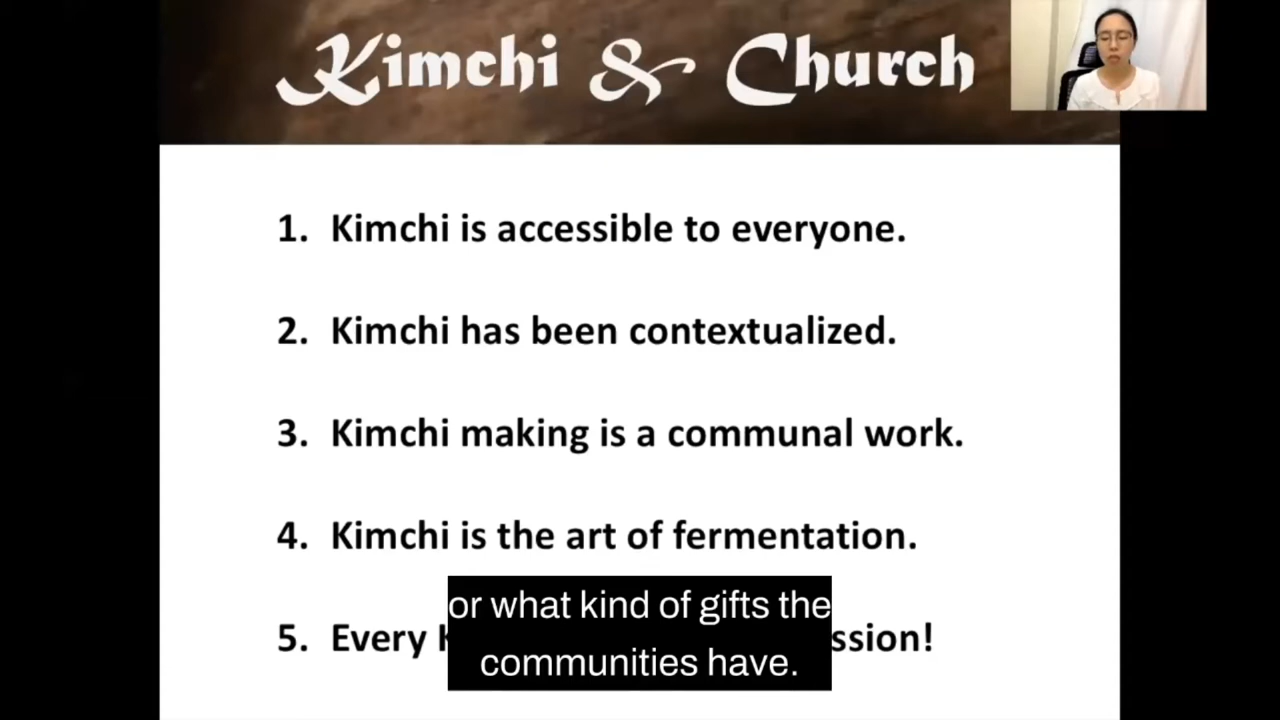 Kimchi & Church
1. Kimchi is accessible to everyone.
2. Kimchi has been contextualized.
3. Kimchi making is a communal work.
4. Kimchi is the art of fermentation.
5. Every
or what kind of gifts the
communities have.